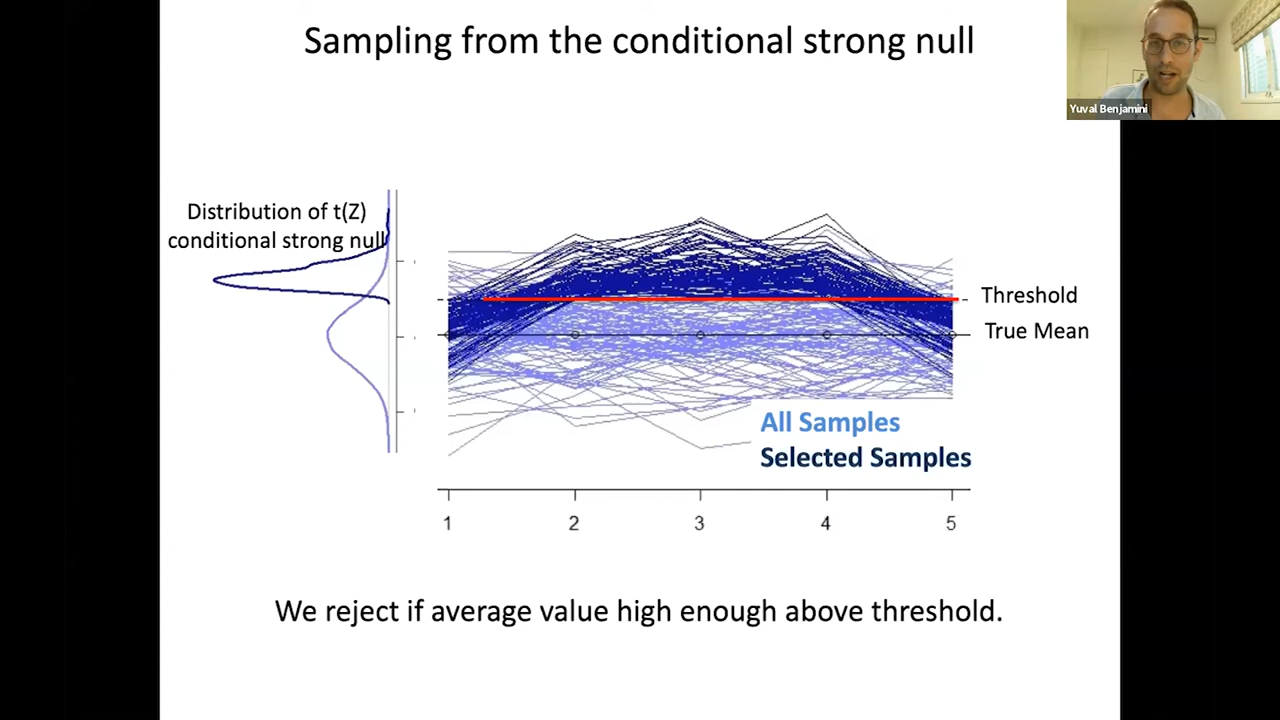 Sampling from the conditional strong null
Yuval Benjamini
Distribution of t(Z)
conditional strong null
Threshold
True Mean
All Samples
Selected Samples
1 2 3 4 5
We reject if average value high enough above threshold.